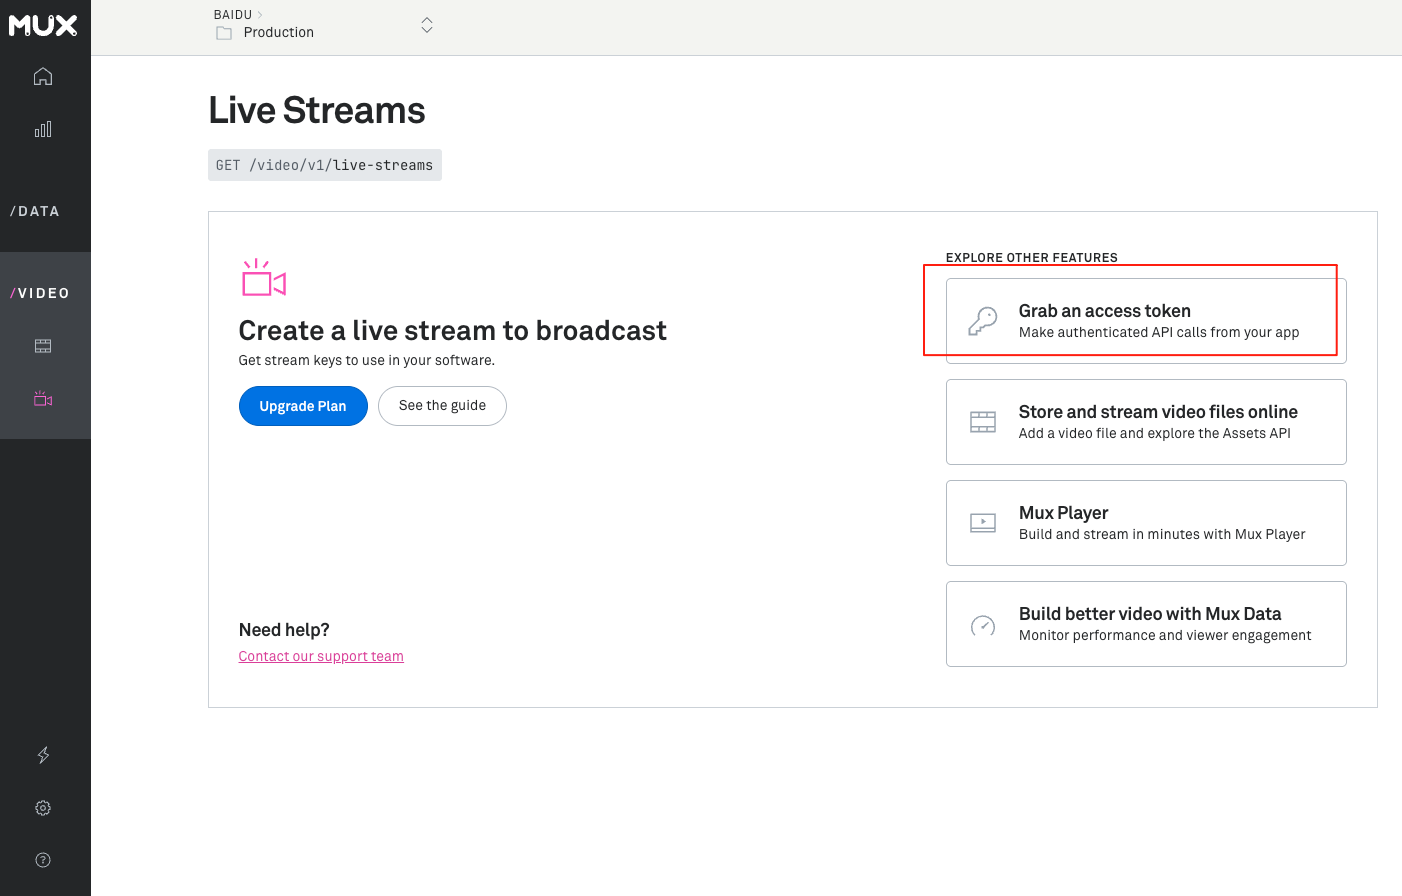 MUX
BAIDU
Production
/DATA
/VIDEO
Live Streams
GET /video/v1/live-streams
Create a live stream to broadcast
Get stream keys to use in your software.
Upgrade Plan
See the guide
Need help?
Contact our support team
EXPLORE OTHER FEATURES
Grab an access token
Make authenticated API calls from your app
Store and stream video files online
Add a video file and explore the Assets API
Mux Player
Build and stream in minutes with Mux Player
Build better video with Mux Data
Monitor performance and viewer engagement